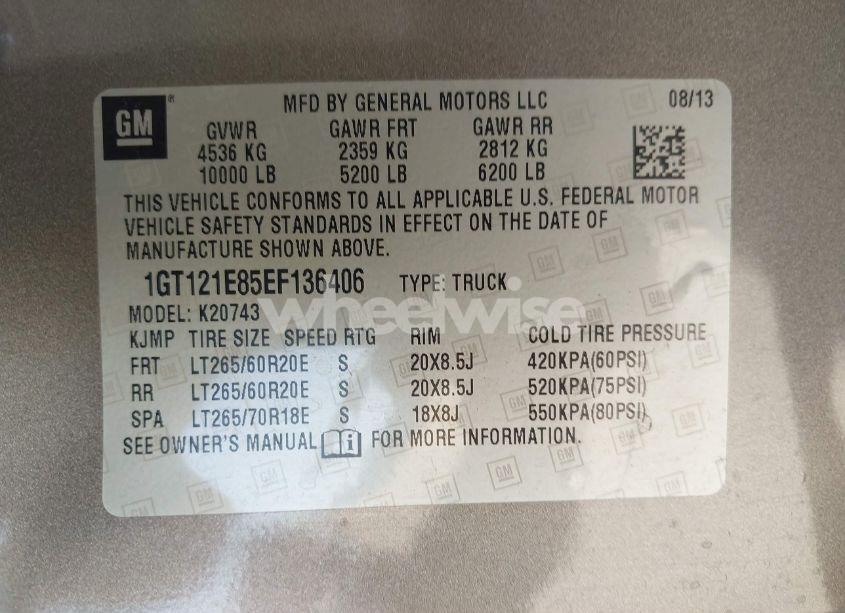 GM ® MFD BY GENERAL MOTORS LLC 08/13
GVWR GAWR FRT GAWR RR
4536 KG 2359 KG 2812 KG
10000 LB 5200 LB 6200 LB
THIS VEHICLE CONFORMS TO ALL APPLICABLE U.S. FEDERAL MOTOR
VEHICLE SAFETY STANDARDS IN EFFECT ON THE DATE OF
MANUFACTURE SHOWN ABOVE.
1GT121E85EF136406 TYPE: TRUCK
wheelwise
MODEL: K20743
KJMP TIRE SIZE SPEED RTG RIM COLD TIRE PRESSURE
FRT LT265/60R20E S 20X8.5J 420KPA(60PSI)
RR LT265/60R20E S 20X8.5J 520KPA(75PSI)
SPA LT265/70R18E S 18X8J 550KPA(80PSI)
SEE OWNER'S MANUAL FOR MORE INFORMATION.